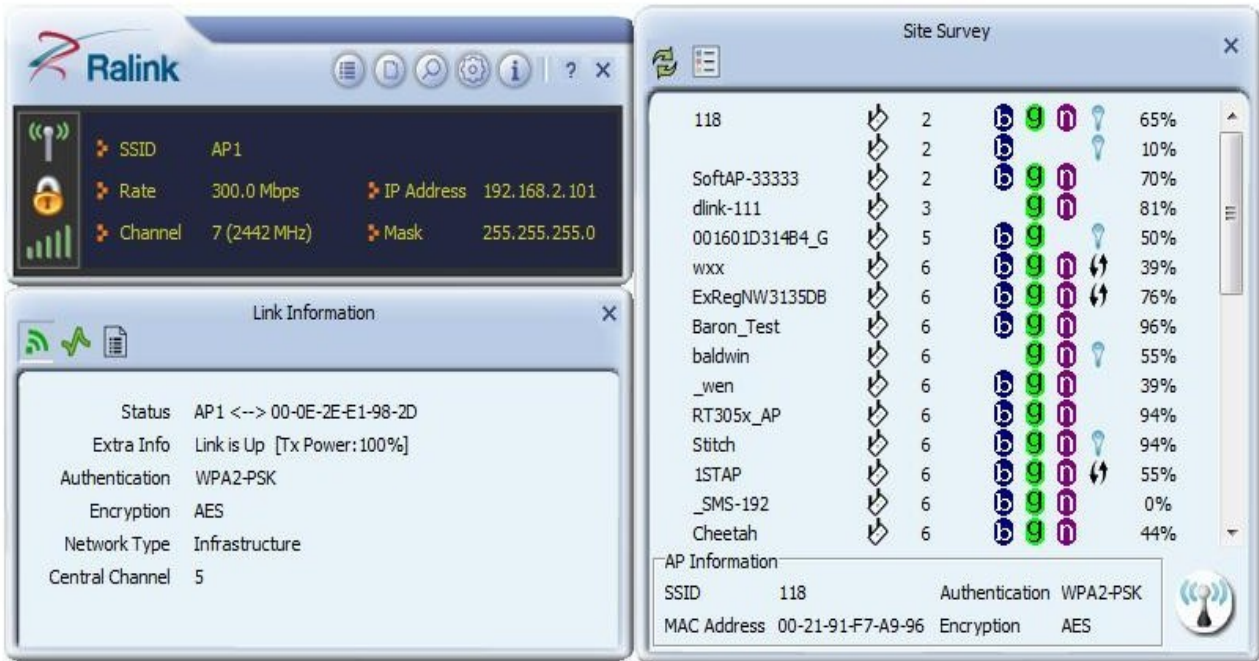 Ralink
? ×
SSID AP1
Rate 300.0 Mbps IP Address 192.168.2.101
Channel 7 (2442 MHz) Mask 255.255.255.0
Link Information ×
Status AP1 <--> 00-0E-2E-E1-98-2D
Extra Info Link is Up [Tx Power:100%]
Authentication WPA2-PSK
Encryption AES
Network Type Infrastructure
Central Channel 5
Site Survey ×
118 2 b g n 65%
2 b 10%
SoftAP-33333 2 b g n 70%
dlink-111 3 g n 81%
001601D314B4_G 5 b g 50%
wxx 6 b g n 39%
ExRegNW3135DB 6 b g n 76%
Baron_Test 6 b g n 96%
baldwin 6 g n 55%
_wen 6 b g n 39%
RT305x_AP 6 b g n 94%
Stitch 6 b g n 94%
1STAP 6 b g n 55%
_SMS-192 6 b g n 0%
Cheetah 6 b g n 44%
AP Information
SSID 118 Authentication WPA2-PSK
MAC Address 00-21-91-F7-A9-96 Encryption AES